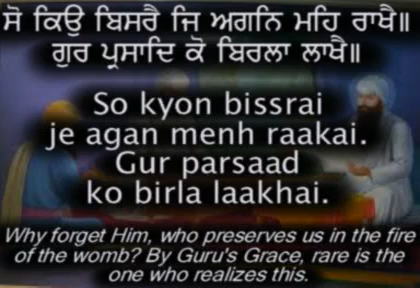 ਸੋ ਕਿਉ ਬਿਸਰੈ ਜਿ ਅਗਨਿ ਮਹਿ ਰਾਖੈ॥
ਗੁਰ ਪ੍ਰਸਾਦਿ ਕੋ ਬਿਰਲਾ ਲਾਖੈ॥
So kyon bissrai
je agan menh raakai.
Gur parsaad
ko birla laakhai.
Why forget Him, who preserves us in the fire
of the womb? By Guru's Grace, rare is the
one who realizes this.